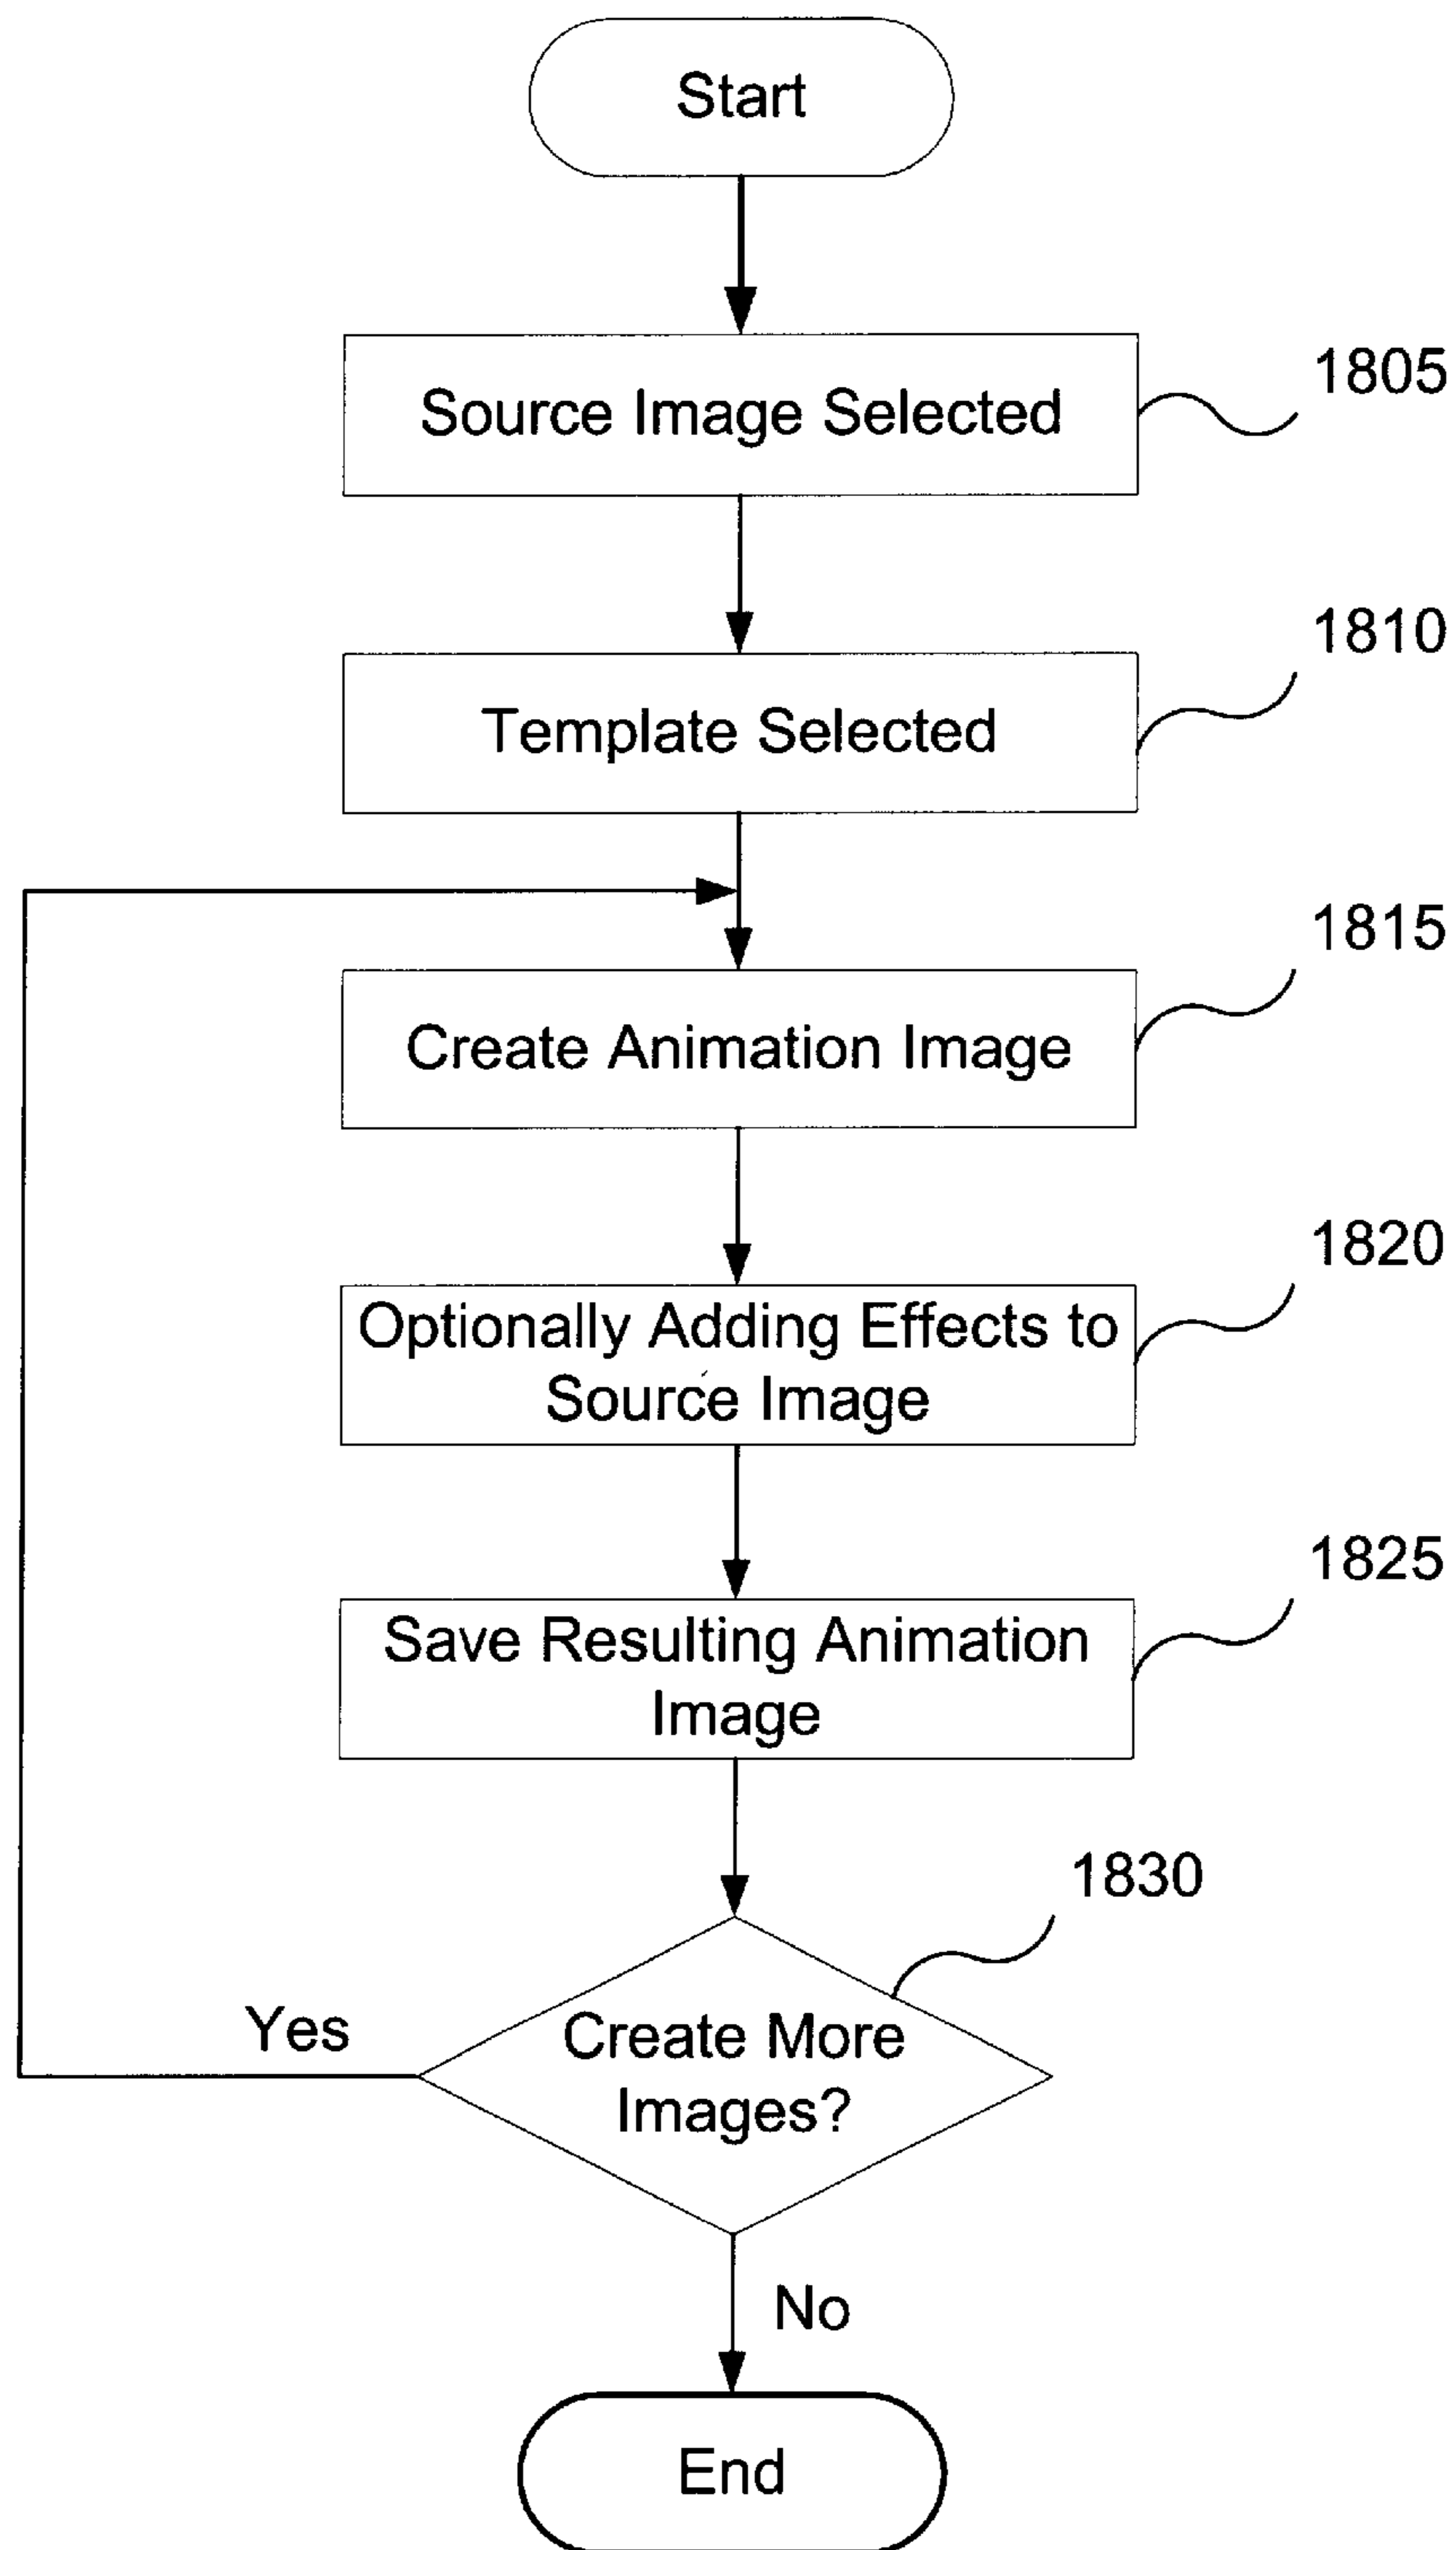 Start
Source Image Selected
1805
Template Selected
1810
Create Animation Image
1815
Optionally Adding Effects to
Source Image
1820
Save Resulting Animation
Image
1825
Create More
Images?
1830
Yes
No
End